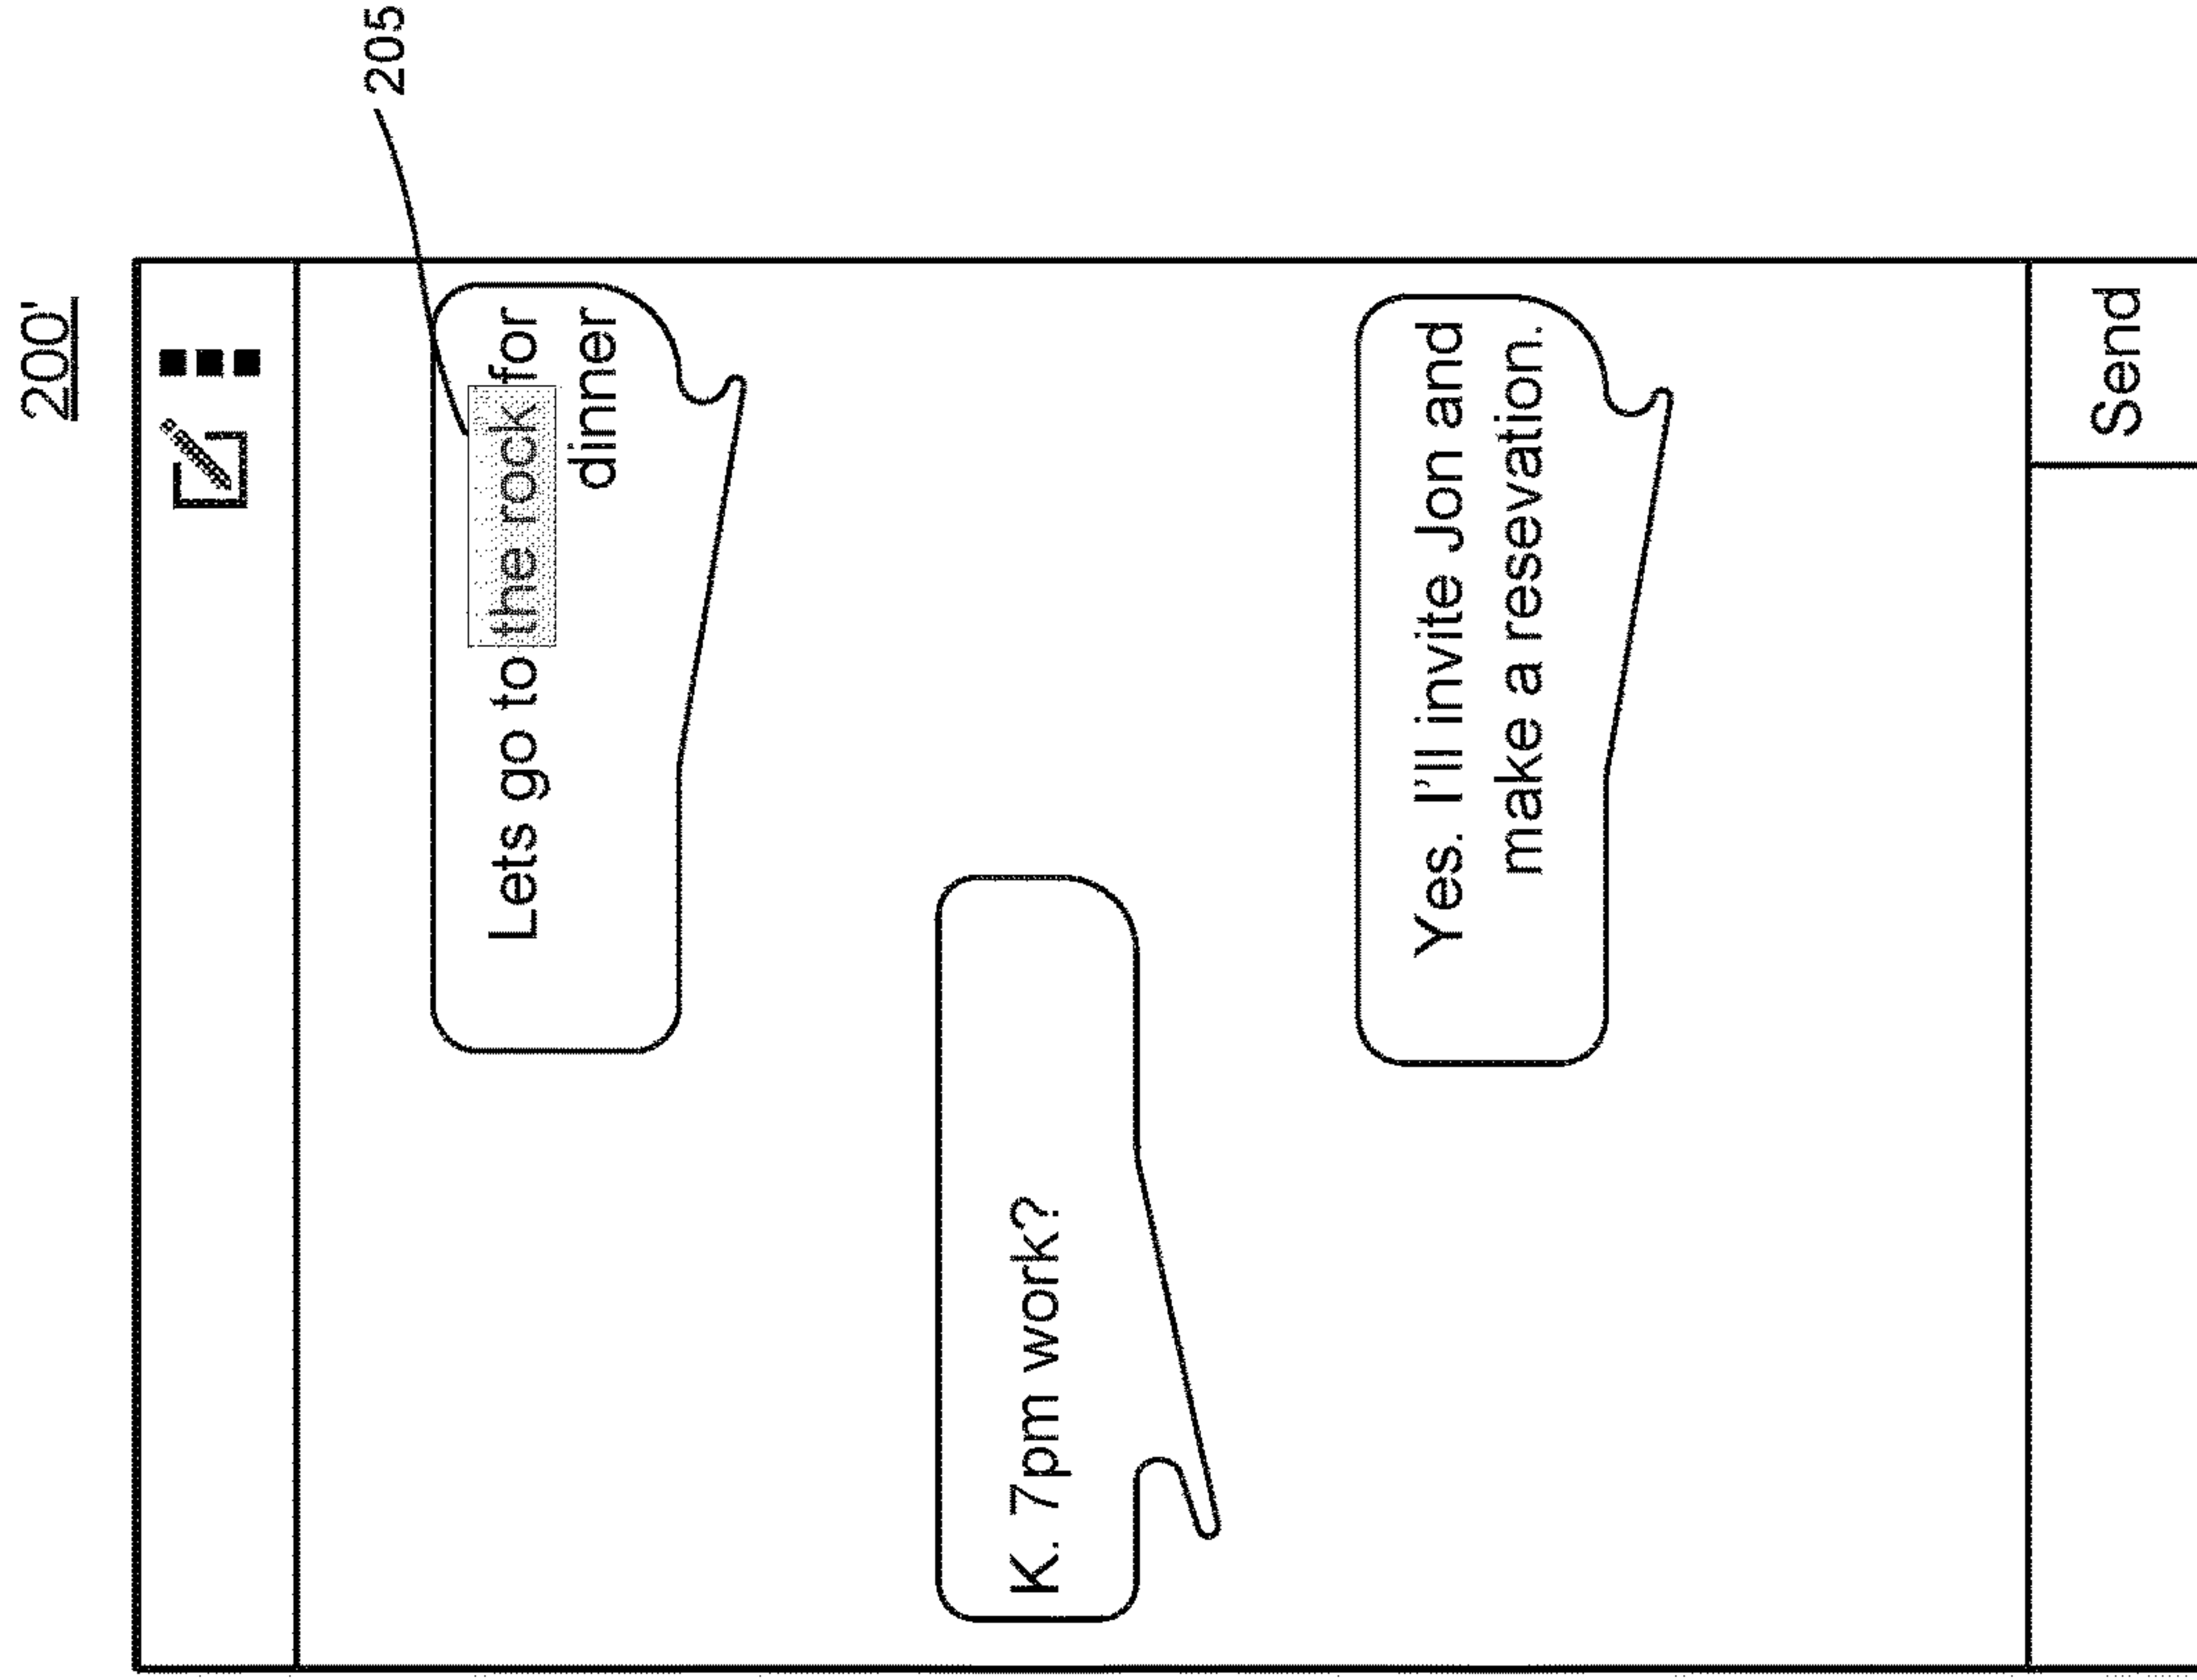 200'
205
Lets go to the rock for
dinner
K. 7pm work?
Yes. I'll invite Jon and
make a resevation.
Send